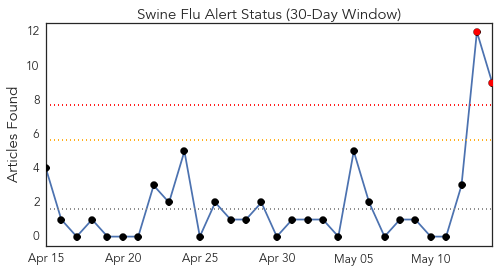 Swine Flu Alert Status (30-Day Window)
Articles Found
12
10
8
6
4
2
0
Apr 15
Apr 20
Apr 25
Apr 30
May 05
May 10